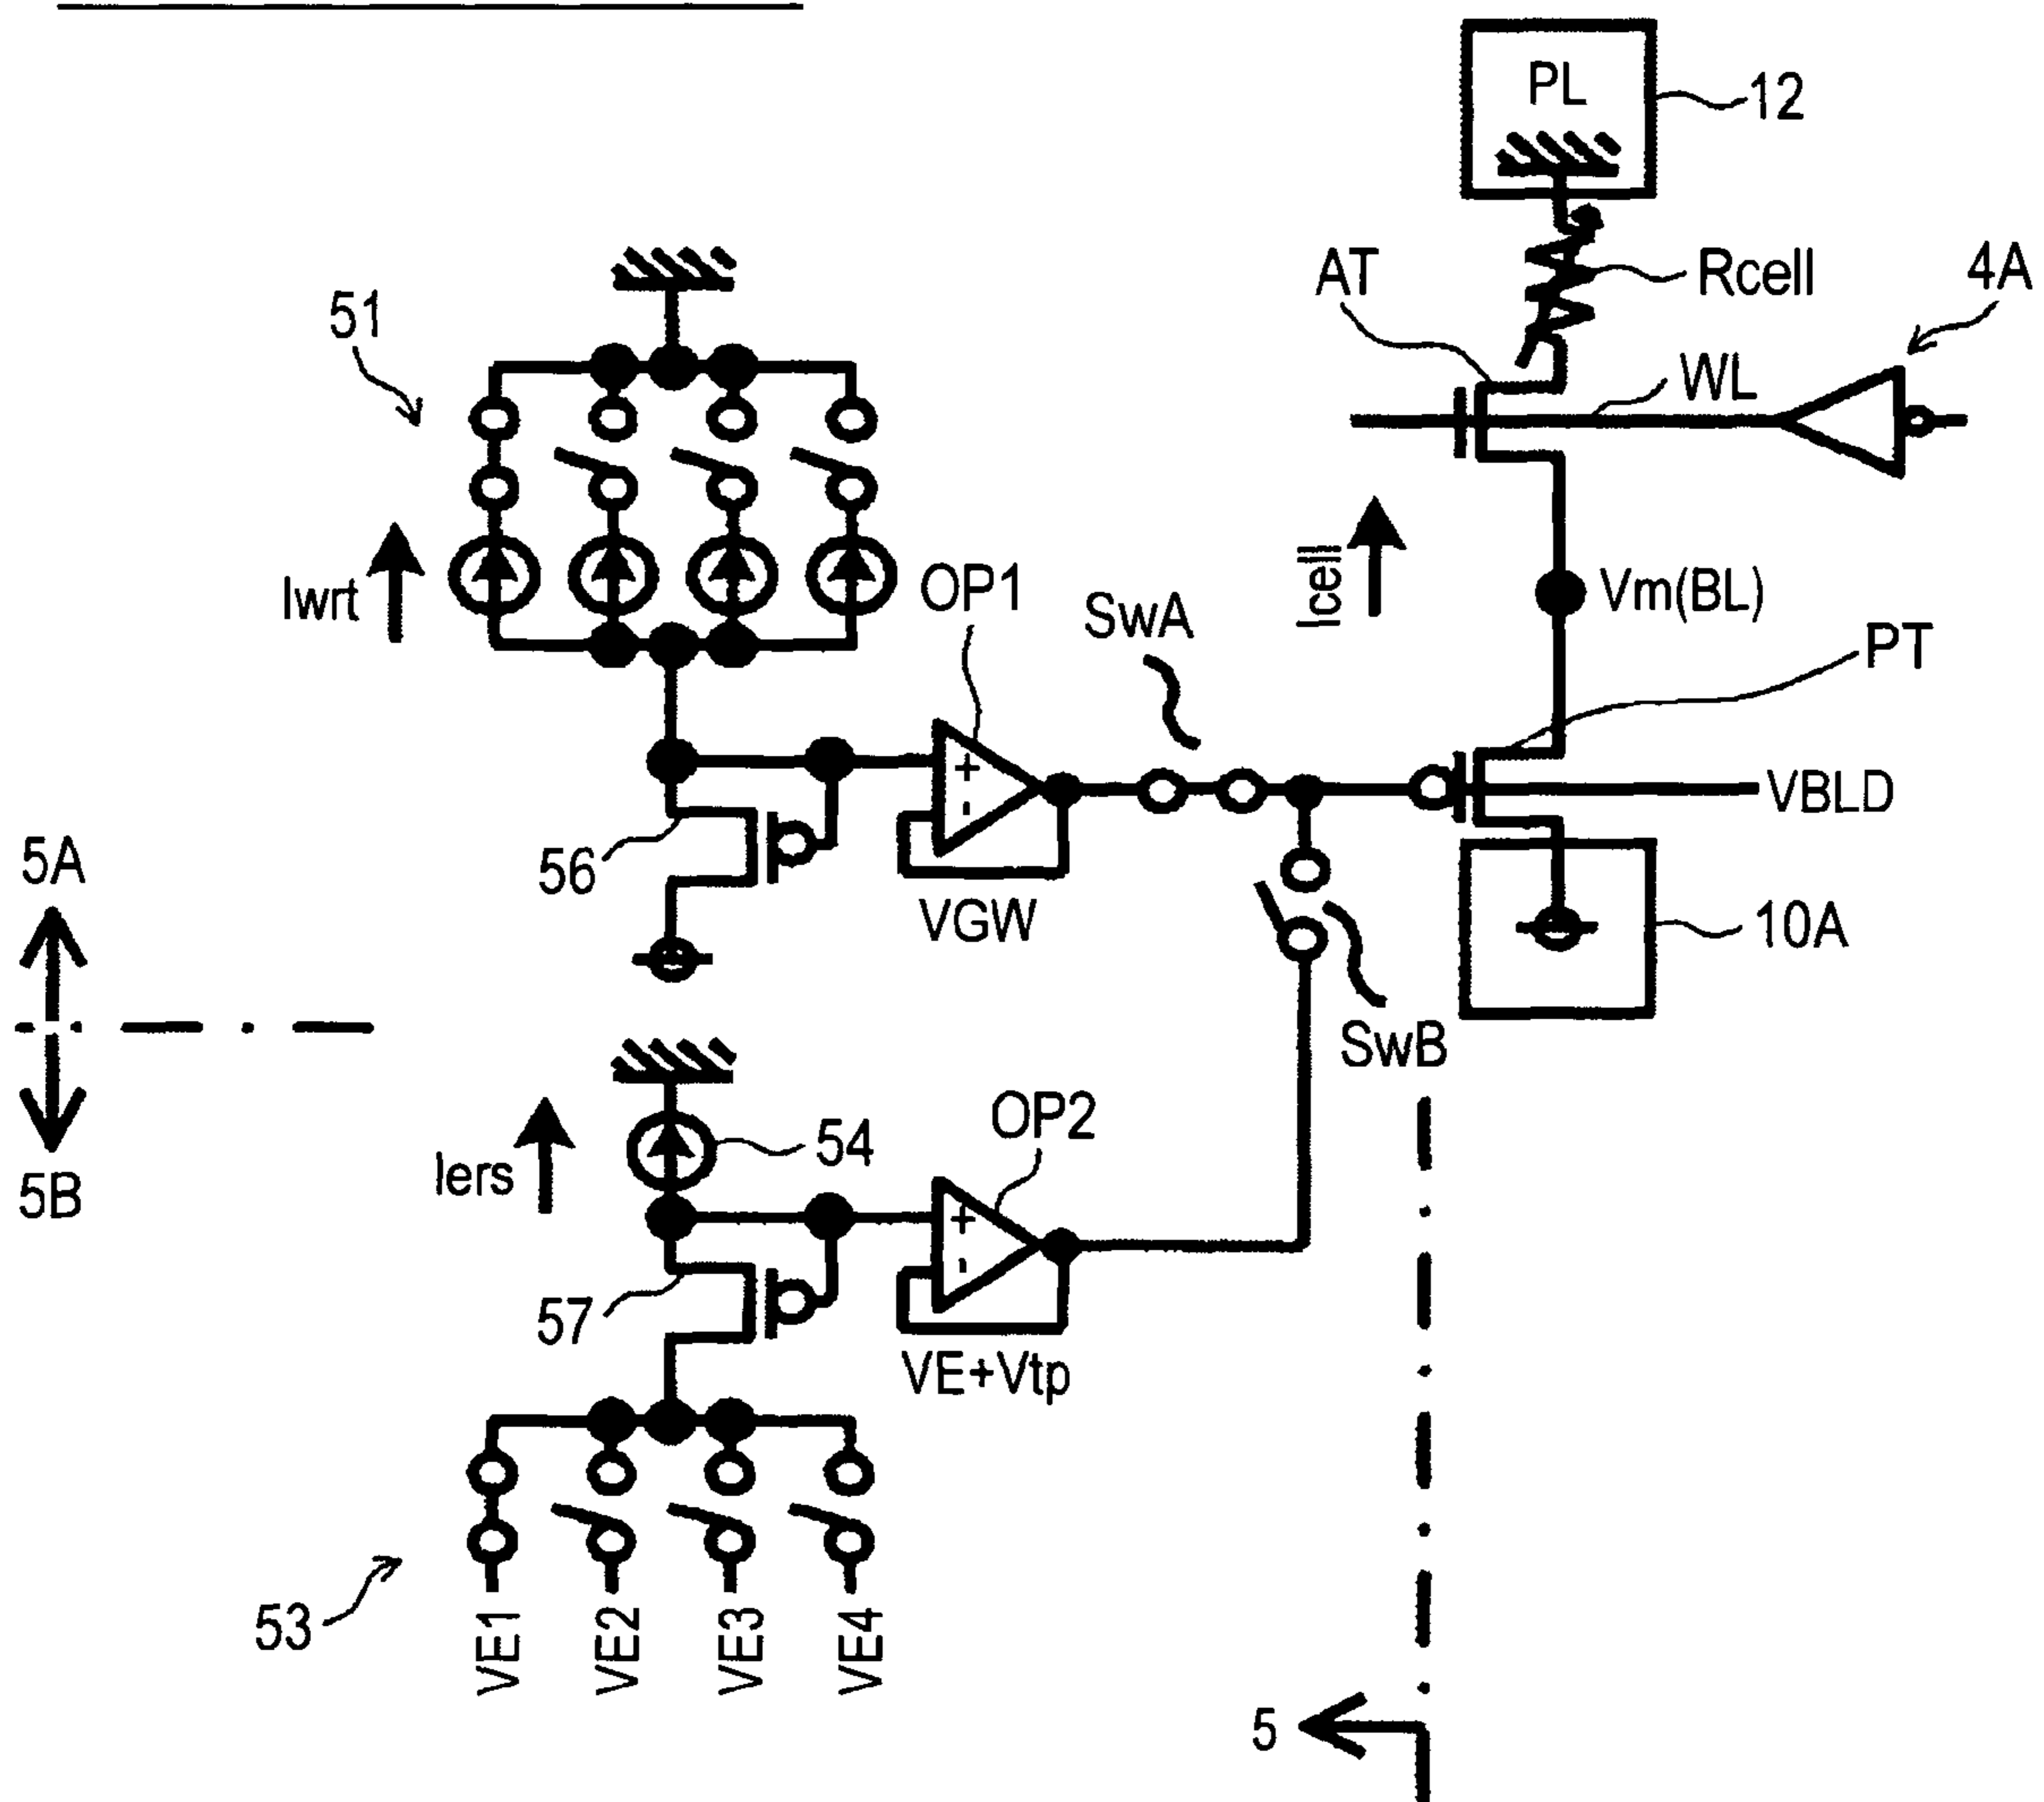 PL
12
AT
Rcell
4A
51
WL
Iwrt
OP1
SwA
Icell
Vm(BL)
PT
+
-
VBLD
56
VGW
5A
10A
SwB
5B
Iers
54
OP2
+
-
57
VE+Vtp
53
VE1
VE2
VE3
VE4
5